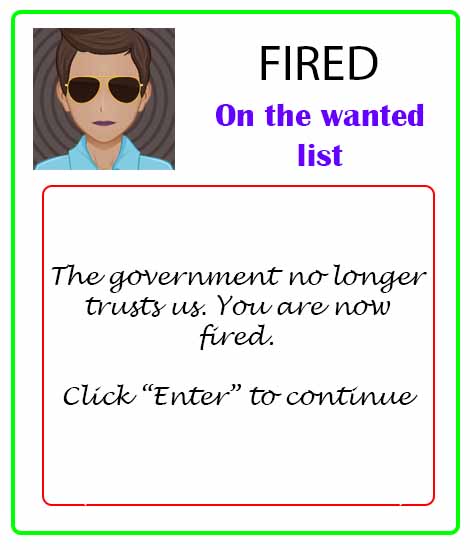 FIRED
On the wanted
list
The government no longer
trusts us. You are now
fired.
Click “Enter” to continue